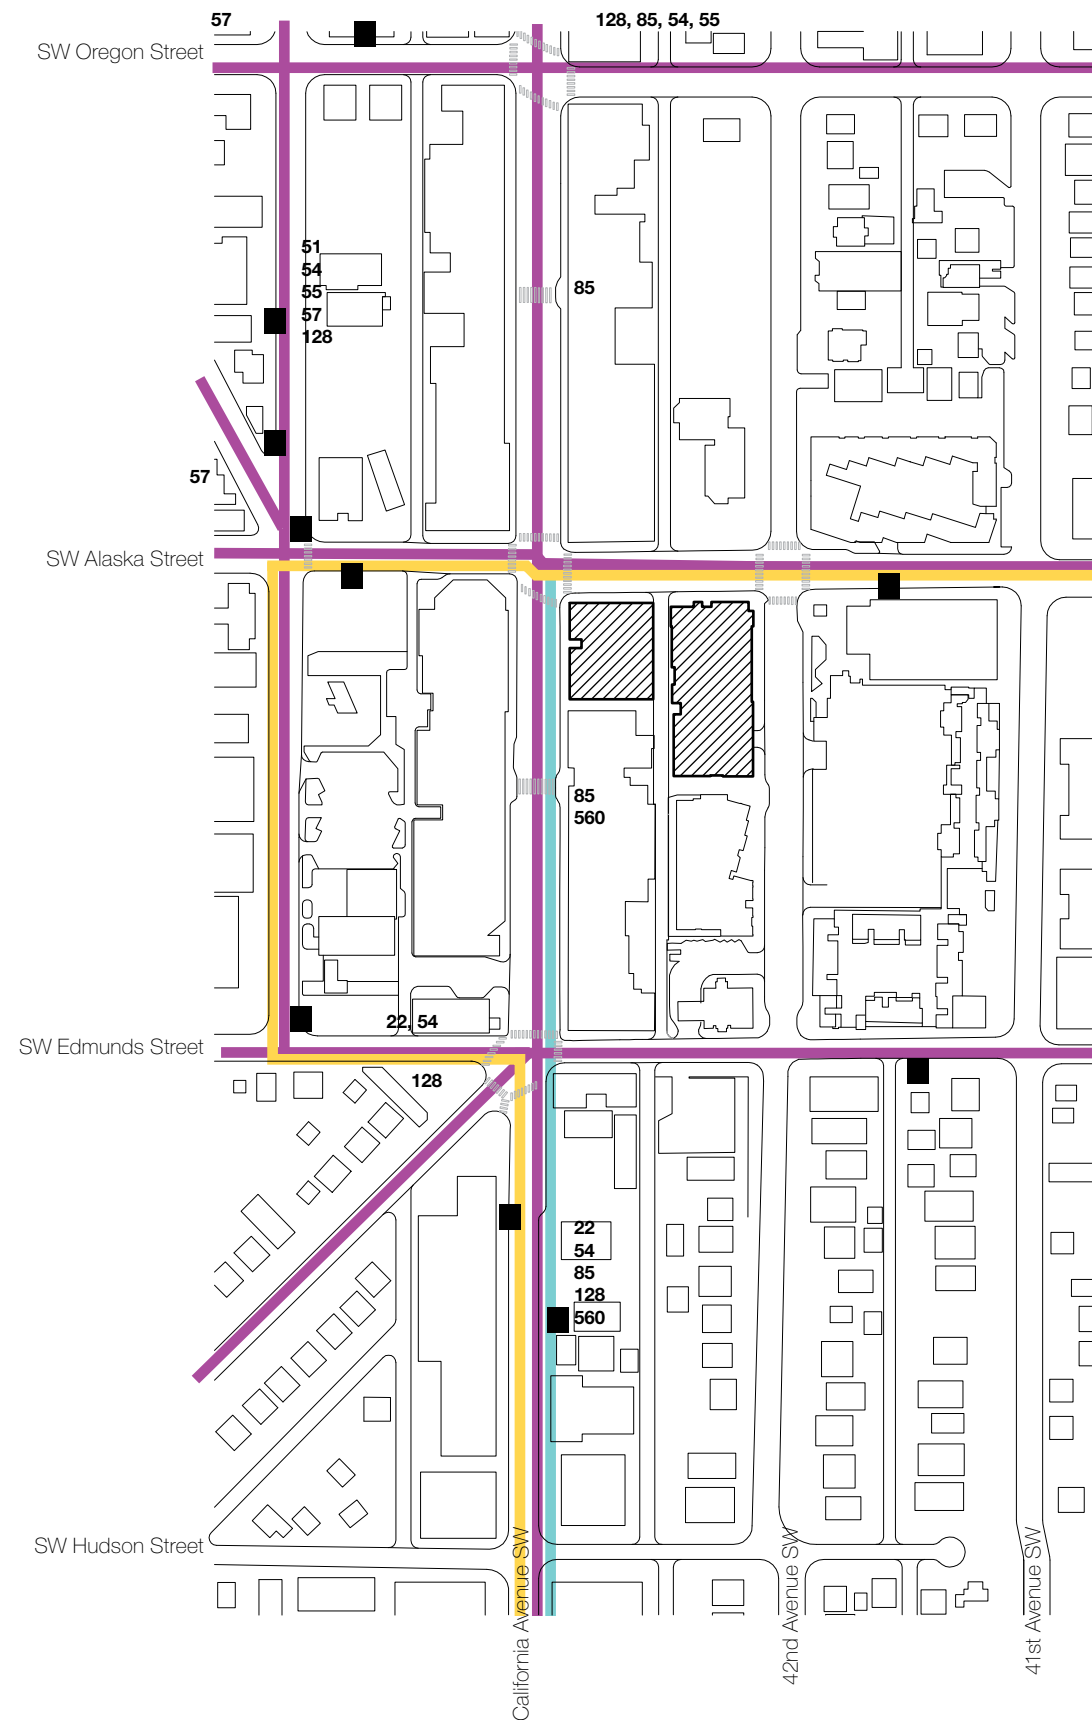 57
128, 85, 54, 55
SW Oregon Street
51
54
55
57
128
85
57
SW Alaska Street
85
560
22, 54
SW Edmunds Street
128
22
54
85
128
560
SW Hudson Street
California Avenue SW
42nd Avenue SW
41st Avenue SW